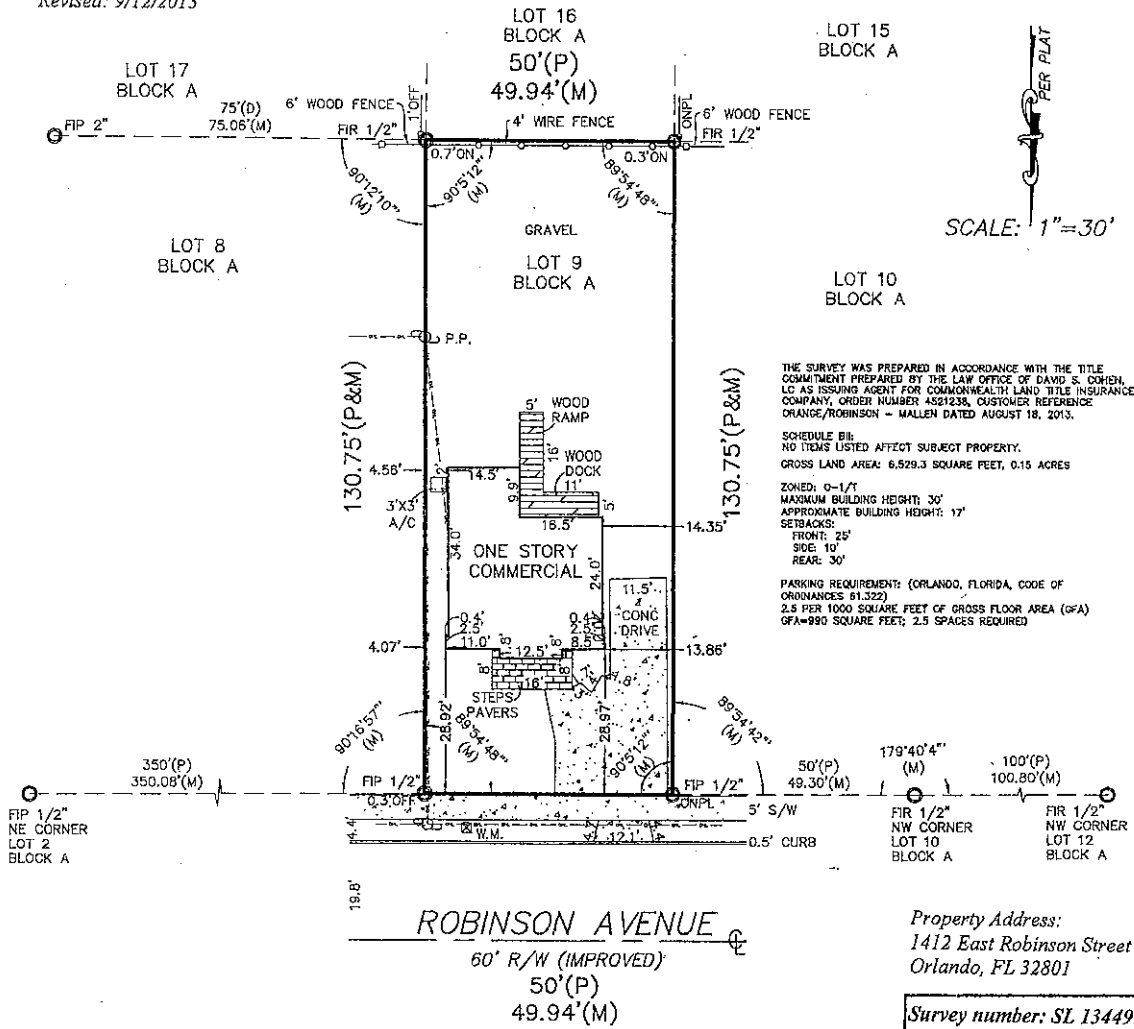 Revised: 9/12/2013
LOT 16
BLOCK A
50'(P)
49.94'(M)
LOT 15
BLOCK A
LOT 17
BLOCK A
PER PLAT
75'(D)
75.06'(M)
6' WOOD FENCE
1'OFF
4' WIRE FENCE
ONPL
6' WOOD FENCE
FIP 2"
FIR 1/2"
FIR 1/2"
0.7'ON
0.3'ON
90°12'10"
(M)
90°5'12"
(M)
89°54'48"
(M)
SCALE: 1"=30'
GRAVEL
LOT 8
BLOCK A
LOT 9
BLOCK A
LOT 10
BLOCK A
P.P.
130.75'(P&M)
130.75'(P&M)
THE SURVEY WAS PREPARED IN ACCORDANCE WITH THE TITLE
COMMITMENT PREPARED BY THE LAW OFFICE OF DAVID S. COHEN,
LC AS ISSUING AGENT FOR COMMONWEALTH LAND TITLE INSURANCE
COMPANY, ORDER NUMBER 4521238, CUSTOMER REFERENCE
ORANGE/ROBINSON - MALLEN DATED AUGUST 18, 2013.
SCHEDULE BII:
NO ITEMS LISTED AFFECT SUBJECT PROPERTY.
GROSS LAND AREA: 6,529.3 SQUARE FEET, 0.15 ACRES
ZONED: O-1/T
MAXIMUM BUILDING HEIGHT: 30'
APPROXIMATE BUILDING HEIGHT: 17'
SETBACKS:
FRONT: 25'
SIDE: 10'
REAR: 30'
PARKING REQUIREMENT: (ORLANDO, FLORIDA, CODE OF
ORDINANCES 61.322)
2.5 PER 1000 SQUARE FEET OF GROSS FLOOR AREA (GFA)
GFA=990 SQUARE FEET; 2.5 SPACES REQUIRED
5'
WOOD
RAMP
16'
WOOD
DOCK
4.56'
2'
14.5'
9.9'
11'
5'
3'X3'
A/C
16.5'
14.35'
34.0'
ONE STORY
COMMERCIAL
24.0'
11.5'
CONC
DRIVE
0.4'
2.5'
11.0'
0.4'
2.5'
8.5'
4.07'
1.8'
12.5'
1.8'
13.86'
8'
16'
8'
STEPS
PAVERS
28.92'
28.97'
90°16'57"
(M)
89°54'48"
(M)
90°5'12"
(M)
89°54'42"
(M)
179°40'4"
(M)
350'(P)
350.08'(M)
50'(P)
49.30'(M)
100'(P)
100.80'(M)
FIP 1/2"
0.3'OFF
FIP 1/2"
ONPL
FIP 1/2"
NE CORNER
LOT 2
BLOCK A
5' S/W
FIR 1/2"
NW CORNER
LOT 10
BLOCK A
FIR 1/2"
NW CORNER
LOT 12
BLOCK A
4.4'
W.M.
12.1'
0.5' CURB
19.8'
ROBINSON AVENUE
60' R/W (IMPROVED)
50'(P)
49.94'(M)
Property Address:
1412 East Robinson Street
Orlando, FL 32801
Survey number: SL 13449